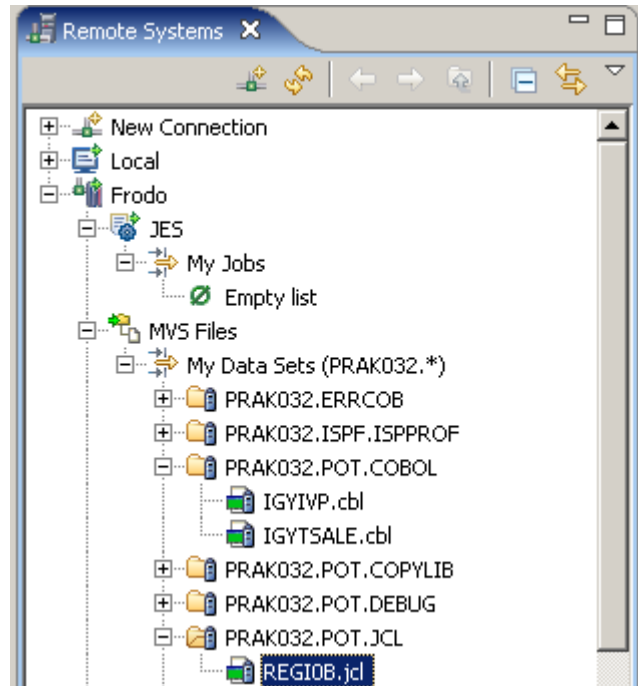 Remote Systems
New Connection
Local
Frodo
JES
My Jobs
Empty list
MVS Files
My Data Sets (PRAK032.*)
PRAK032.ERRCOB
PRAK032.ISPF.ISPPROF
PRAK032.POT.COBOL
IGYIVP.cbl
IGYTSALE.cbl
PRAK032.POT.COPYLIB
PRAK032.POT.DEBUG
PRAK032.POT.JCL
REGI0B.jcl